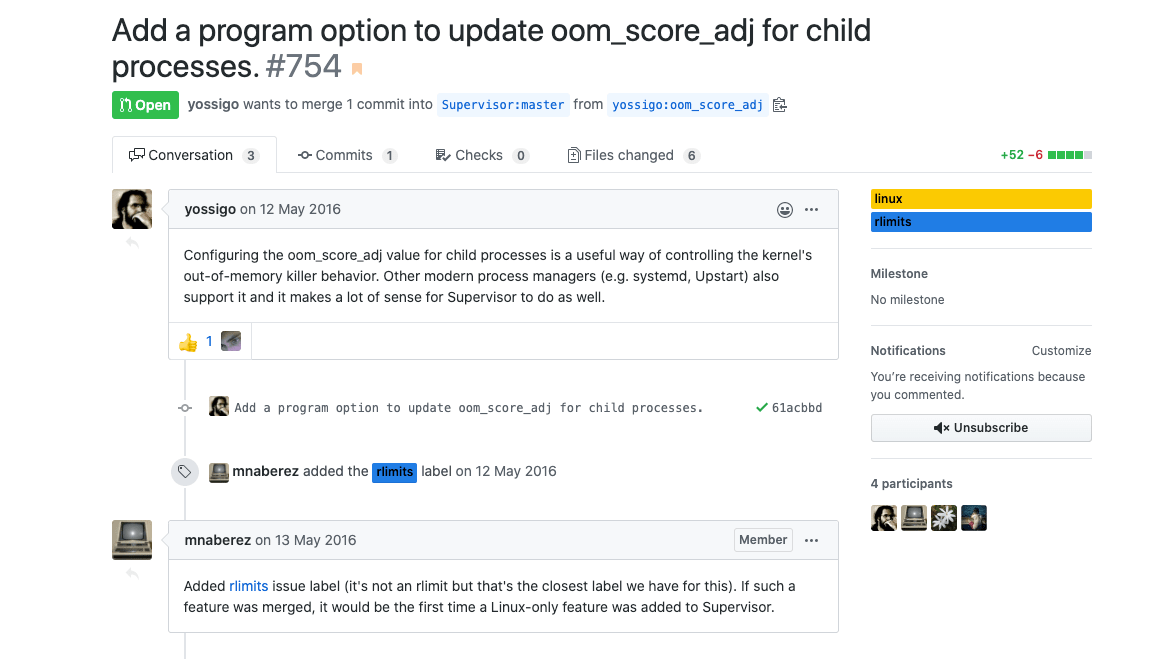 Add a program option to update oom_score_adj for child
processes. #754
Open yossigo wants to merge 1 commit into Supervisor:master from yossigo:oom_score_adj
Conversation 3 Commits 1 Checks 0 Files changed 6 +52 −6
yossigo on 12 May 2016
Configuring the oom_score_adj value for child processes is a useful way of controlling the kernel's
out-of-memory killer behavior. Other modern process managers (e.g. systemd, Upstart) also
support it and it makes a lot of sense for Supervisor to do as well.
👍 1
Add a program option to update oom_score_adj for child processes. 61acbbd
mnaberez added the rlimits label on 12 May 2016
mnaberez on 13 May 2016 Member
Added rlimits issue label (it's not an rlimit but that's the closest label we have for this). If such a
feature was merged, it would be the first time a Linux-only feature was added to Supervisor.
linux
rlimits
Milestone
No milestone
Notifications Customize
You're receiving notifications because
you commented.
Unsubscribe
4 participants